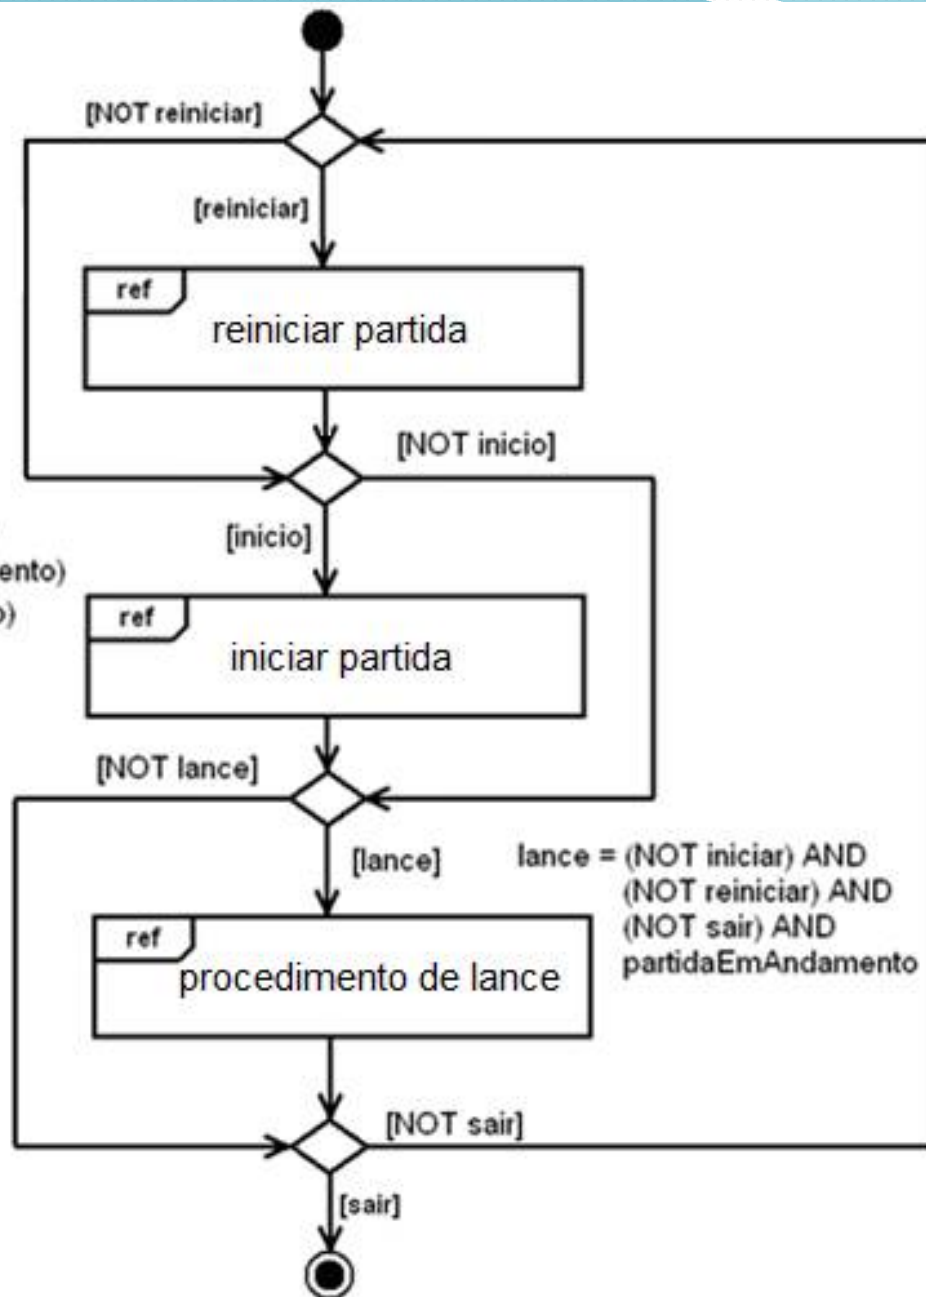 [NOT reiniciar]
[reiniciar]
ref
reiniciar partida
[NOT inicio]
[inicio]
ref
iniciar partida
[NOT lance]
[lance]
lance = (NOT iniciar) AND
(NOT reiniciar) AND
(NOT sair) AND
partidaEmAndamento
ref
procedimento de lance
[NOT sair]
[sair]